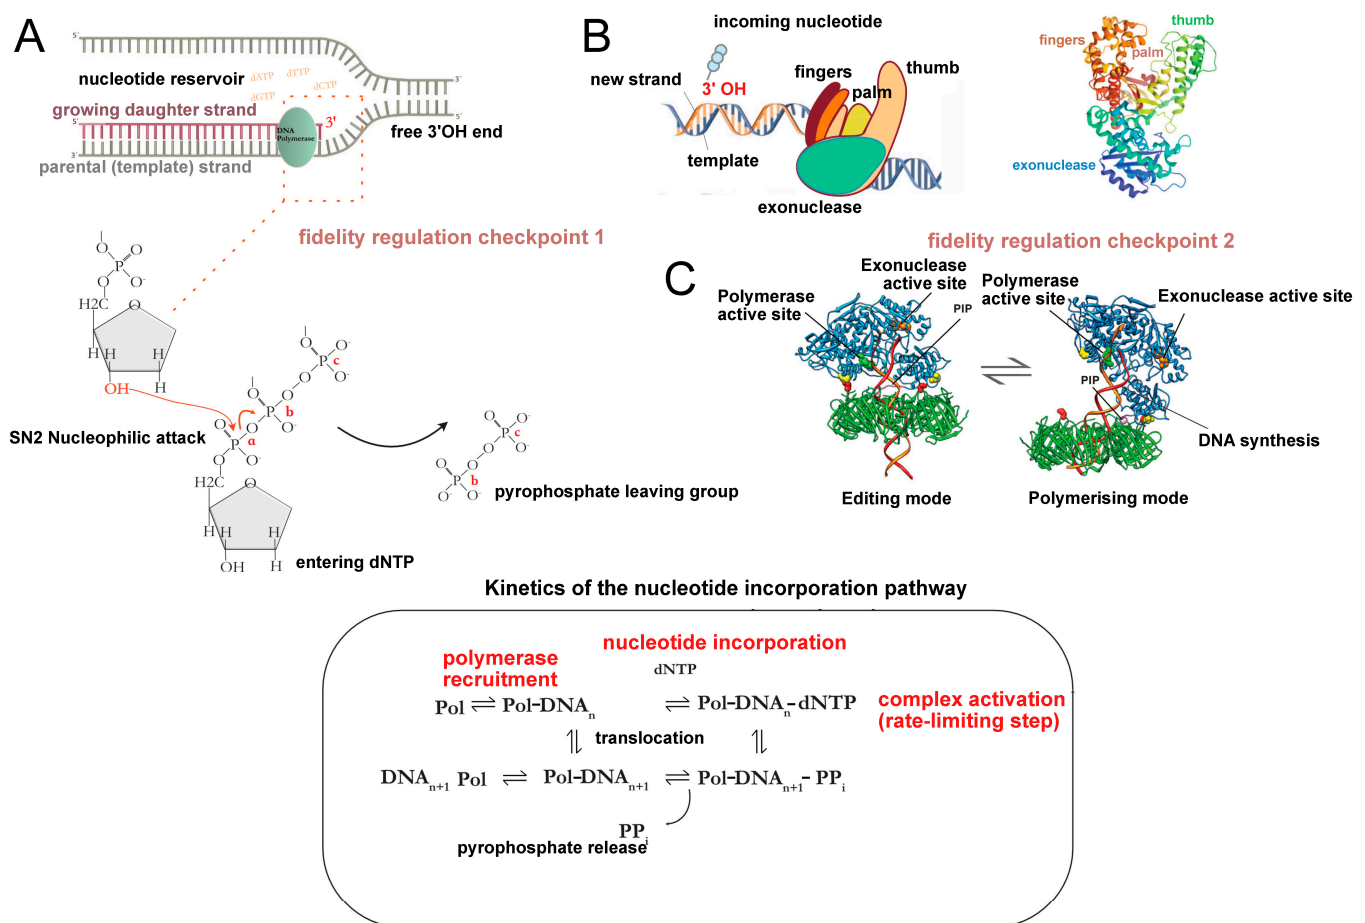 A
5'
3'
nucleotide reservoir
dATP
dTTP
dGTP
dCTP
growing daughter strand
5'
3'
DNA
Polymerase
free 3'OH end
3'
5'
parental (template) strand
fidelity regulation checkpoint 1
O
O
P
O
O-
H2C
O
H
H
H
OH
SN2 Nucleophilic attack
O
O-
P
c
O
O-
O
O
O-
P
b
O
O-
O
O
O-
P
a
O
O-
H2C
O
H
H
OH
H
entering dNTP
O
O-
P
c
O
O-
O
O
P
b
O-
O-
pyrophosphate leaving group
B
incoming nucleotide
new strand
3' OH
fingers
palm
thumb
template
exonuclease
thumb
fingers
palm
exonuclease
fidelity regulation checkpoint 2
C
Exonuclease
active site
Polymerase
active site
PIP
Editing mode
Polymerase
active site
Exonuclease active site
PIP
DNA synthesis
Polymerising mode
Kinetics of the nucleotide incorporation pathway
nucleotide incorporation
polymerase
recruitment
dNTP
complex activation
(rate-limiting step)
Pol ⇌ Pol-DNAn ⇌ Pol-DNAn-dNTP
translocation
DNAn+1 Pol ⇌ Pol-DNAn+1 ⇌ Pol-DNAn+1- PPi
PPi
pyrophosphate release